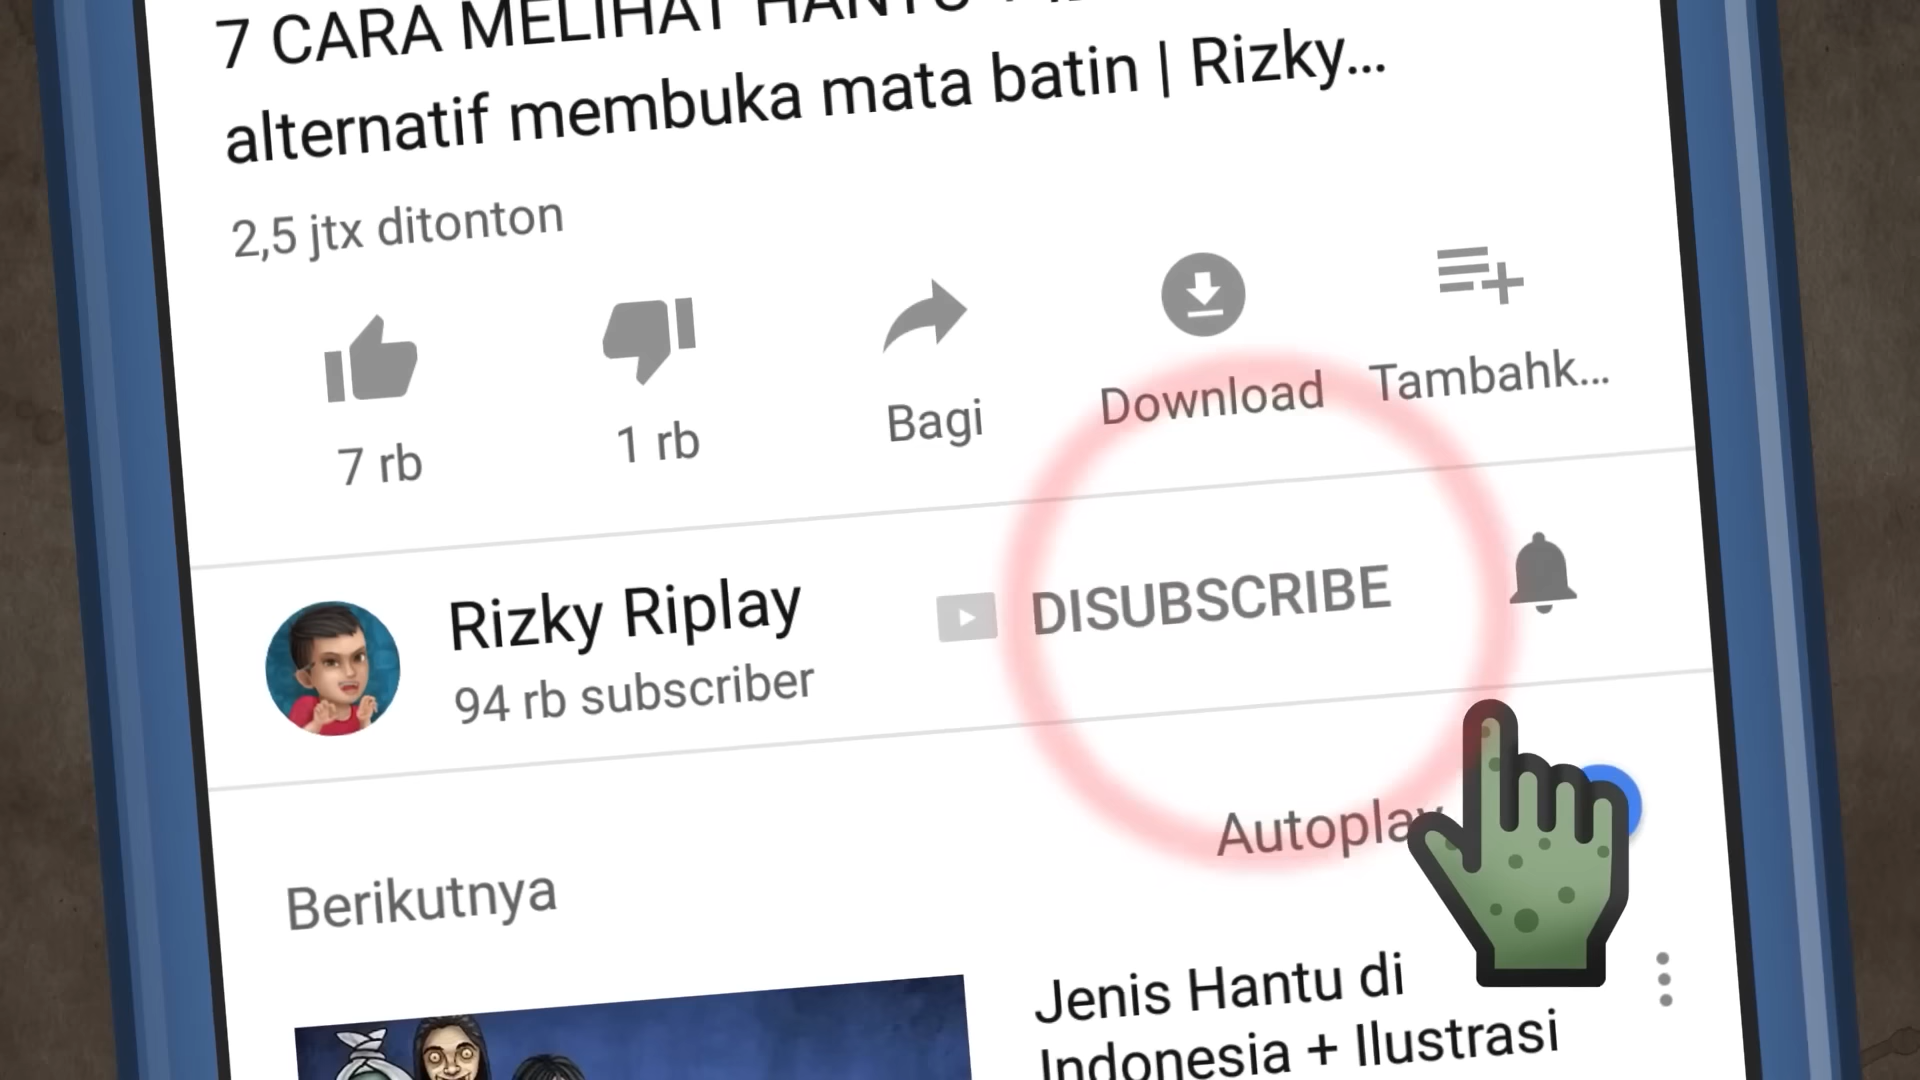 7 CARA MELIHAT
alternatif membuka mata batin | Rizky...
2,5 jtx ditonton
7 rb
1 rb
Bagi
Download
Tambahk...
Rizky Riplay
94 rb subscriber
DISUBSCRIBE
Autoplay
Berikutnya
Jenis Hantu di
Indonesia + Ilustrasi